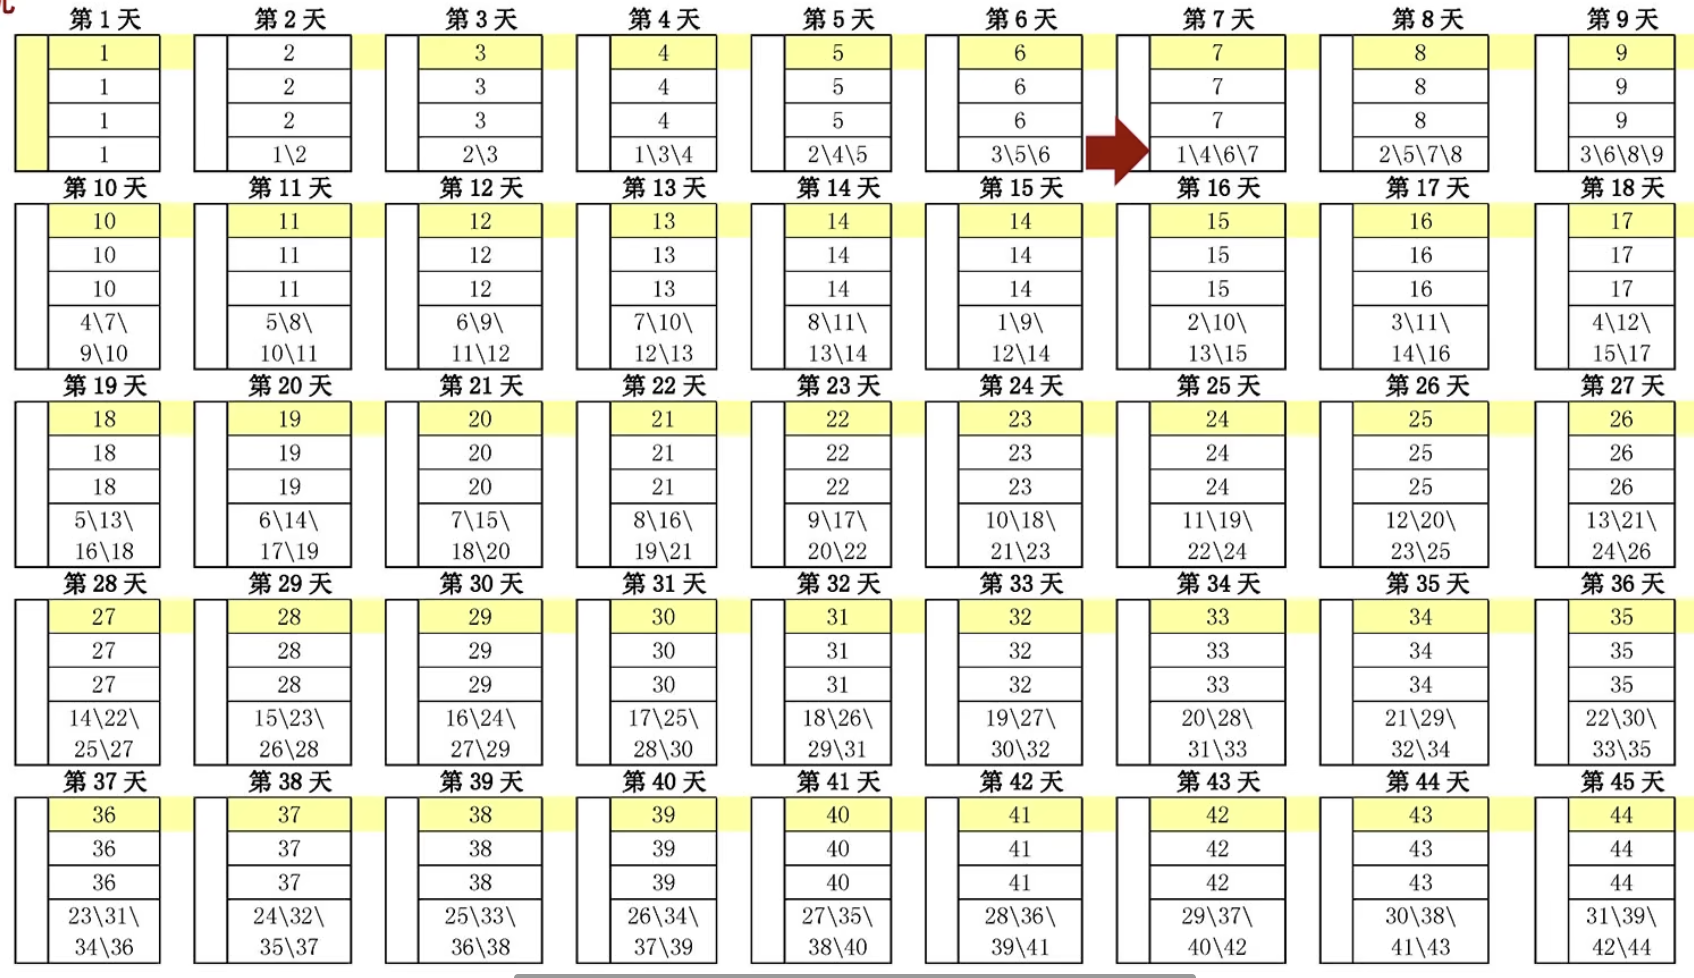 第 1 天 第 2 天 第 3 天 第 4 天 第 5 天 第 6 天 第 7 天 第 8 天 第 9 天
1 2 3 4 5 6 7 8 9
1 2 3 4 5 6 7 8 9
1 2 3 4 5 6 7 8 9
1 1\2 2\3 1\3\4 2\4\5 3\5\6 1\4\6\7 2\5\7\8 3\6\8\9
第 10 天 第 11 天 第 12 天 第 13 天 第 14 天 第 15 天 第 16 天 第 17 天 第 18 天
10 11 12 13 14 14 15 16 17
10 11 12 13 14 14 15 16 17
10 11 12 13 14 14 15 16 17
4\7\ 5\8\ 6\9\ 7\10\ 8\11\ 1\9\ 2\10\ 3\11\ 4\12\
9\10 10\11 11\12 12\13 13\14 12\14 13\15 14\16 15\17
第 19 天 第 20 天 第 21 天 第 22 天 第 23 天 第 24 天 第 25 天 第 26 天 第 27 天
18 19 20 21 22 23 24 25 26
18 19 20 21 22 23 24 25 26
18 19 20 21 22 23 24 25 26
5\13\ 6\14\ 7\15\ 8\16\ 9\17\ 10\18\ 11\19\ 12\20\ 13\21\
16\18 17\19 18\20 19\21 20\22 21\23 22\24 23\25 24\26
第 28 天 第 29 天 第 30 天 第 31 天 第 32 天 第 33 天 第 34 天 第 35 天 第 36 天
27 28 29 30 31 32 33 34 35
27 28 29 30 31 32 33 34 35
27 28 29 30 31 32 33 34 35
14\22\ 15\23\ 16\24\ 17\25\ 18\26\ 19\27\ 20\28\ 21\29\ 22\30\
25\27 26\28 27\29 28\30 29\31 30\32 31\33 32\34 33\35
第 37 天 第 38 天 第 39 天 第 40 天 第 41 天 第 42 天 第 43 天 第 44 天 第 45 天
36 37 38 39 40 41 42 43 44
36 37 38 39 40 41 42 43 44
36 37 38 39 40 41 42 43 44
23\31\ 24\32\ 25\33\ 26\34\ 27\35\ 28\36\ 29\37\ 30\38\ 31\39\
34\36 35\37 36\38 37\39 38\40 39\41 40\42 41\43 42\44